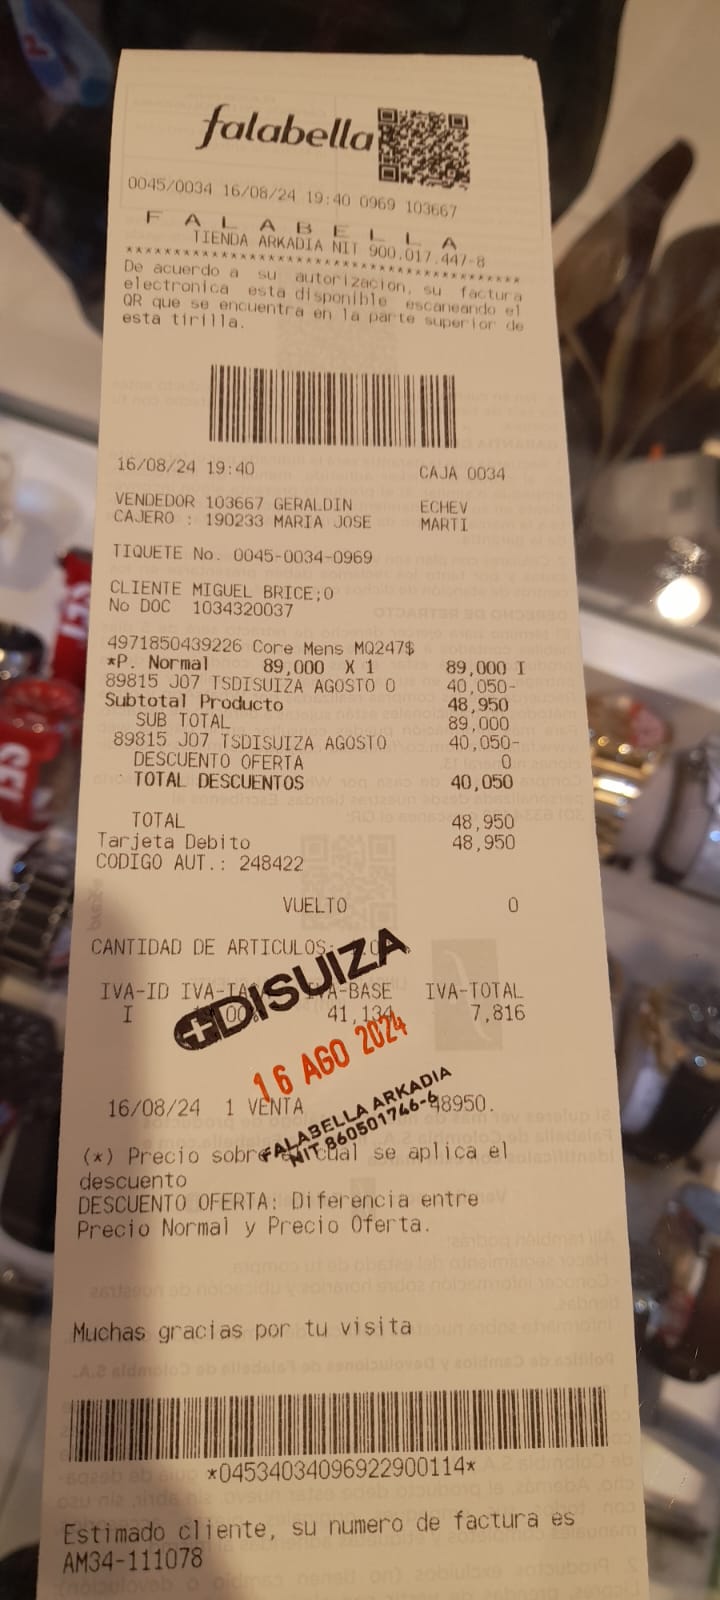 falabella
0045/0034 16/08/24 19:40 0969 103667
F A L A B E L L A
TIENDA ARKADIA NIT 900.017.447-8
****************************************************
De acuerdo a su autorización, su factura
electronica esta disponible escaneando el
QR que se encuentra en la parte superior de
esta tirilla.
16/08/24 19:40 CAJA 0034
VENDEDOR 103667 GERALDIN ECHEV
CAJERO : 190233 MARIA JOSE MARTI
TIQUETE No. 0045-0034-0969
CLIENTE MIGUEL BRICE;O
No DOC 1034320037
4971850439226 Core Mens MQ247$
*P. Normal 89,000 X 1 89,000 I
89815 J07 TSDISUIZA AGOSTO 0 40,050-
Subtotal Producto 48,950
SUB TOTAL 89,000
89815 J07 TSDISUIZA AGOSTO 40,050-
DESCUENTO OFERTA 0
TOTAL DESCUENTOS 40,050
TOTAL 48,950
Tarjeta Debito 48,950
CODIGO AUT.: 248422
VUELTO 0
CANTIDAD DE ARTICULOS:
DISUIZA
IVA-ID IVA-BASE IVA-TOTAL
I 41,134 7,816
16 AGO 2024
FALABELLA ARKADIA
NIT.860501746-6
16/08/24 1 VENTA 48950.
(*) Precio sobre el cual se aplica el
descuento
DESCUENTO OFERTA: Diferencia entre
Precio Normal y Precio Oferta.
Muchas gracias por tu visita
*04534034096922900114*
Estimado cliente, su numero de factura es
AM34-111078